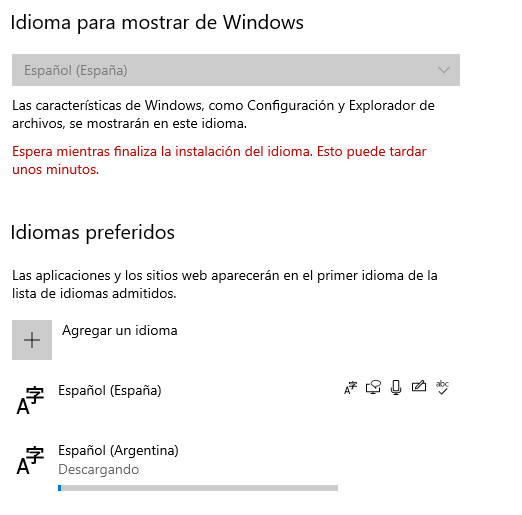 Idioma para mostrar de Windows
Español (España)
Las características de Windows, como Configuración y Explorador de
archivos, se mostrarán en este idioma.
Espera mientras finaliza la instalación del idioma. Esto puede tardar
unos minutos.
Idiomas preferidos
Las aplicaciones y los sitios web aparecerán en el primer idioma de la
lista de idiomas admitidos.
Agregar un idioma
Español (España)
Español (Argentina)
Descargando